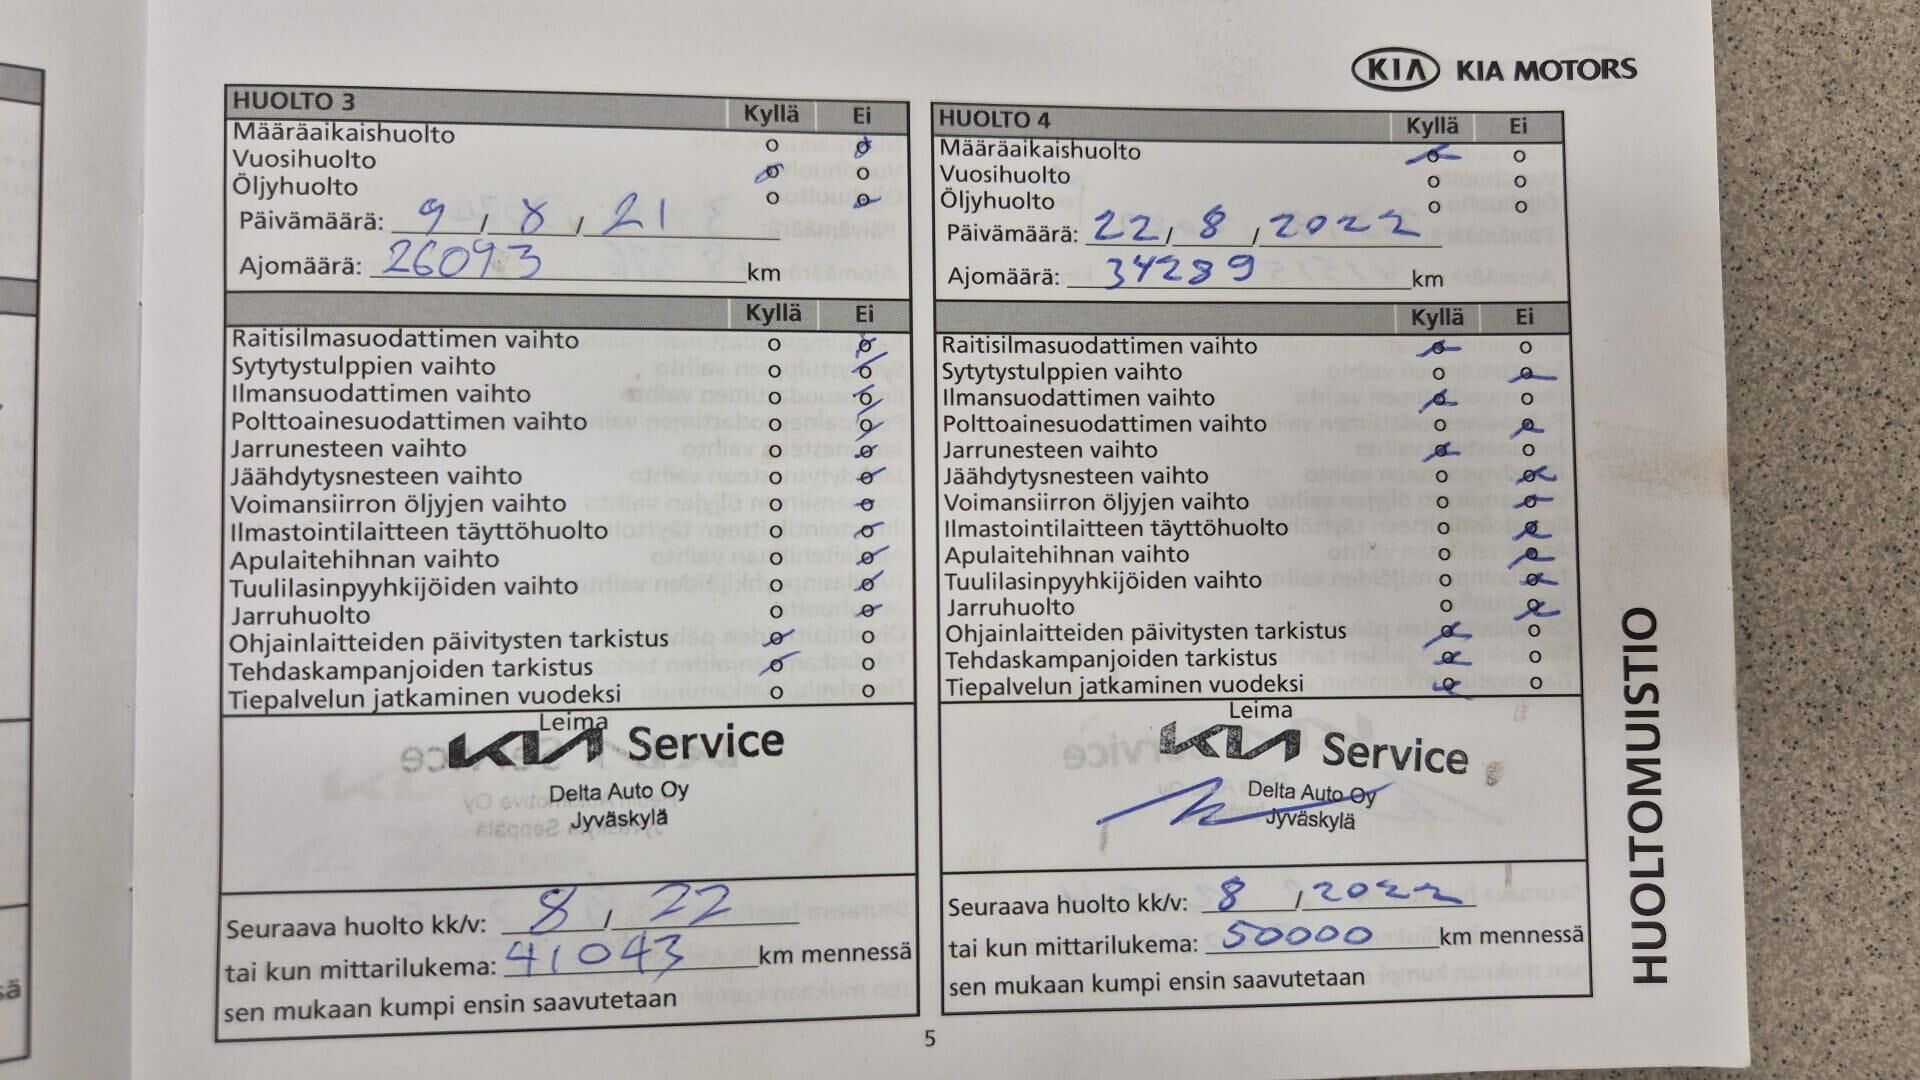 KIA KIA MOTORS
HUOLTO 3 Kyllä Ei
Määräaikaishuolto o o
Vuosihuolto o o
Öljyhuolto o o
Päivämäärä: 9 / 8 / 21
Ajomäärä: 26093 km
Kyllä Ei
Raitisilmasuodattimen vaihto o o
Sytytystulppien vaihto o o
Ilmansuodattimen vaihto o o
Polttoainesuodattimen vaihto o o
Jarrunesteen vaihto o o
Jäähdytysnesteen vaihto o o
Voimansiirron öljyjen vaihto o o
Ilmastointilaitteen täyttöhuolto o o
Apulaitehihnan vaihto o o
Tuulilasinpyyhkijöiden vaihto o o
Jarruhuolto o o
Ohjainlaitteiden päivitysten tarkistus o o
Tehdaskampanjoiden tarkistus o o
Tiepalvelun jatkaminen vuodeksi o o
Leima
KIA Service
Delta Auto Oy
Jyväskylä
Seuraava huolto kk/v: 8 / 22
tai kun mittarilukema: 41043 km mennessä
sen mukaan kumpi ensin saavutetaan
HUOLTO 4 Kyllä Ei
Määräaikaishuolto o o
Vuosihuolto o o
Öljyhuolto o o
Päivämäärä: 22 / 8 / 2022
Ajomäärä: 34289 km
Kyllä Ei
Raitisilmasuodattimen vaihto o o
Sytytystulppien vaihto o o
Ilmansuodattimen vaihto o o
Polttoainesuodattimen vaihto o o
Jarrunesteen vaihto o o
Jäähdytysnesteen vaihto o o
Voimansiirron öljyjen vaihto o o
Ilmastointilaitteen täyttöhuolto o o
Apulaitehihnan vaihto o o
Tuulilasinpyyhkijöiden vaihto o o
Jarruhuolto o o
Ohjainlaitteiden päivitysten tarkistus o o
Tehdaskampanjoiden tarkistus o o
Tiepalvelun jatkaminen vuodeksi o o
Leima
KIA Service
Delta Auto Oy
Jyväskylä
Seuraava huolto kk/v: 8 / 2022
tai kun mittarilukema: 50000 km mennessä
sen mukaan kumpi ensin saavutetaan
HUOLTOMUISTIO
5